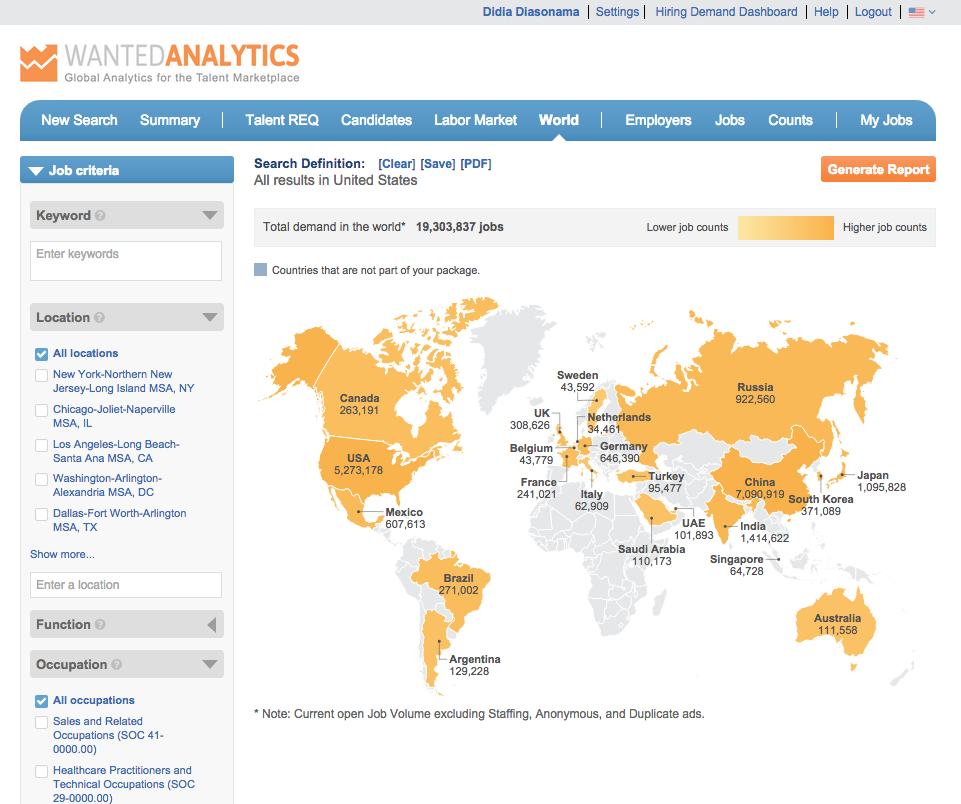 Didia Diasonama | Settings | Hiring Demand Dashboard | Help | Logout |
WANTEDANALYTICS
Global Analytics for the Talent Marketplace
New Search Summary | Talent REQ Candidates Labor Market World | Employers Jobs Counts | My Jobs
Job criteria
Keyword ?
Enter keywords
Location ?
All locations
New York-Northern New
Jersey-Long Island MSA, NY
Chicago-Joliet-Naperville
MSA, IL
Los Angeles-Long Beach-
Santa Ana MSA, CA
Washington-Arlington-
Alexandria MSA, DC
Dallas-Fort Worth-Arlington
MSA, TX
Show more...
Enter a location
Function ?
Occupation ?
All occupations
Sales and Related
Occupations (SOC 41-
0000.00)
Healthcare Practitioners and
Technical Occupations (SOC
29-0000.00)
Search Definition: [Clear] [Save] [PDF]
All results in United States
Generate Report
Total demand in the world* 19,303,837 jobs
Lower job counts
Higher job counts
Countries that are not part of your package.
Canada
263,191
USA
5,273,178
Mexico
607,613
Brazil
271,002
Argentina
129,228
Sweden
43,592
UK
308,626
Netherlands
34,461
Belgium
43,779
Germany
646,390
France
241,021
Italy
62,909
Turkey
95,477
Russia
922,560
China
7,090,919
Japan
1,095,828
South Korea
371,089
UAE
101,893
India
1,414,622
Saudi Arabia
110,173
Singapore
64,728
Australia
111,558
* Note: Current open Job Volume excluding Staffing, Anonymous, and Duplicate ads.